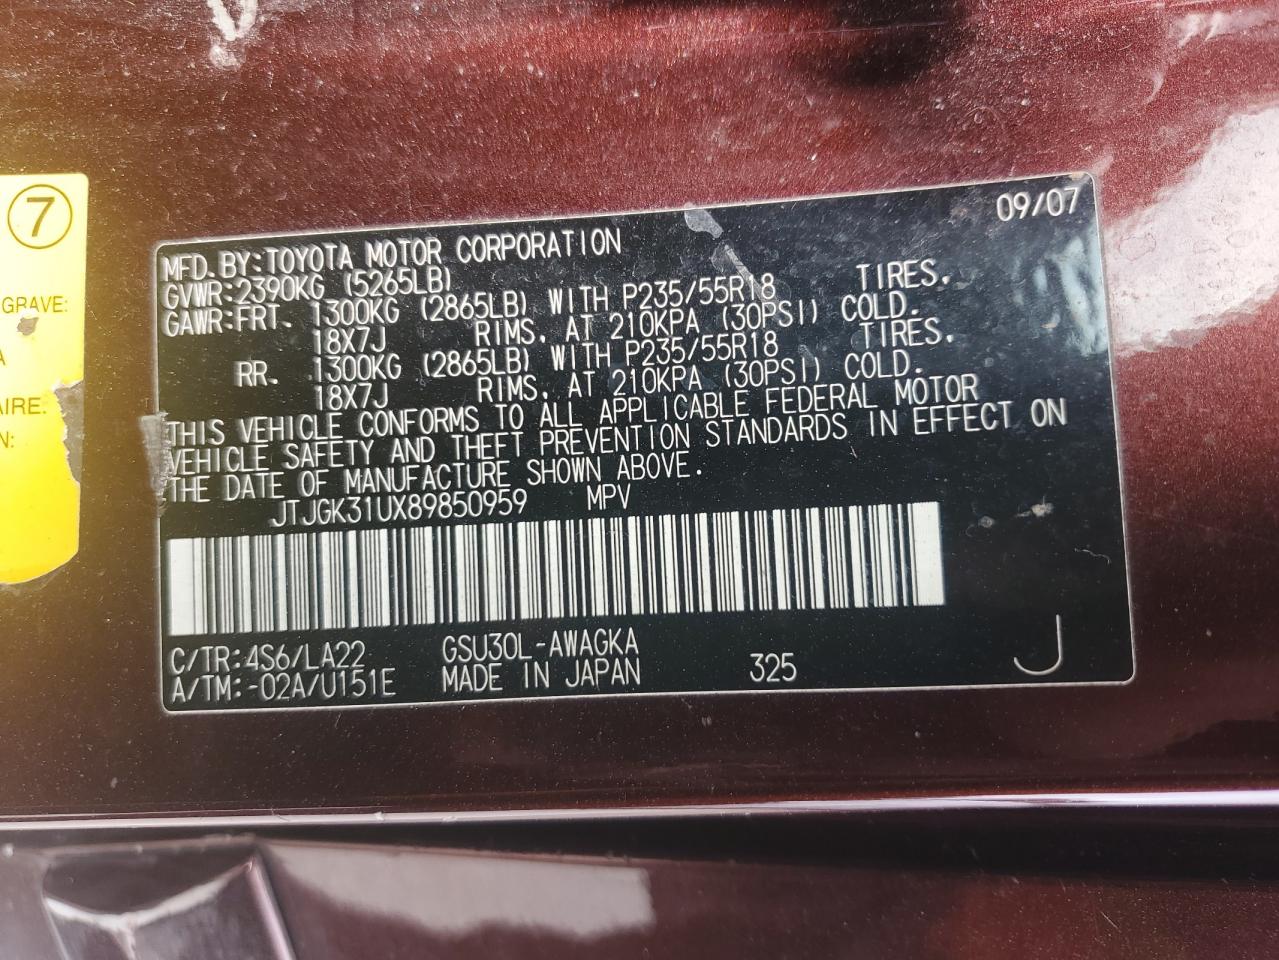 7
GRAVE:
A
AIRE.
N:
09/07
MFD.BY:TOYOTA MOTOR CORPORATION
GVWR:2390KG (5265LB)
GAWR:FRT. 1300KG (2865LB) WITH P235/55R18 TIRES,
18X7J RIMS, AT 210KPA (30PSI) COLD.
RR. 1300KG (2865LB) WITH P235/55R18 TIRES,
18X7J RIMS, AT 210KPA (30PSI) COLD.
THIS VEHICLE CONFORMS TO ALL APPLICABLE FEDERAL MOTOR
VEHICLE SAFETY AND THEFT PREVENTION STANDARDS IN EFFECT ON
THE DATE OF MANUFACTURE SHOWN ABOVE.
JTJGK31UX89850959 MPV
C/TR:4S6/LA22 GSU30L-AWAGKA
A/TM:-02A/U151E MADE IN JAPAN 325 J